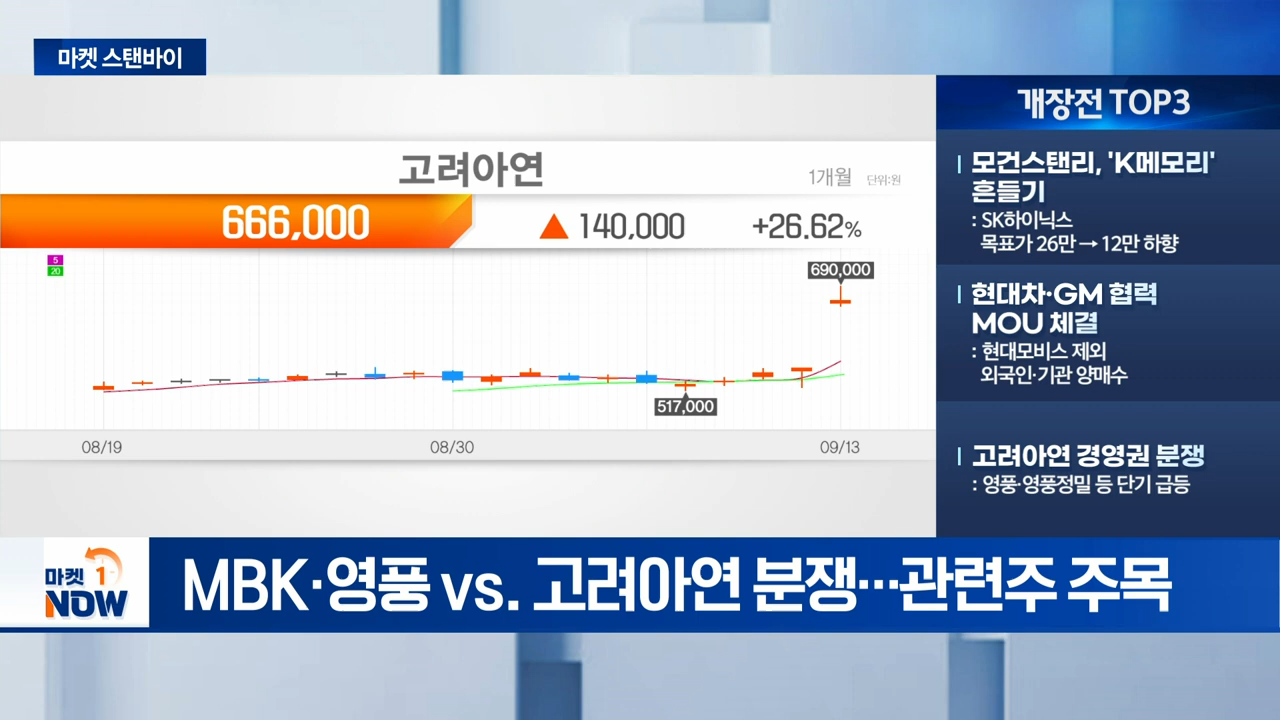 마켓 스탠바이
고려아연
1개월 단위:원
666,000 ▲ 140,000 +26.62%
5
20
690,000
517,000
08/19 08/30 09/13
개장전 TOP3
모건스탠리, 'K메모리'
흔들기
: SK하이닉스
목표가 26만 → 12만 하향
현대차·GM 협력
MOU 체결
: 현대모비스 제외
외국인·기관 양매수
고려아연 경영권 분쟁
: 영풍·영풍정밀 등 단기 급등
마켓 1
NOW
MBK·영풍 vs. 고려아연 분쟁…관련주 주목